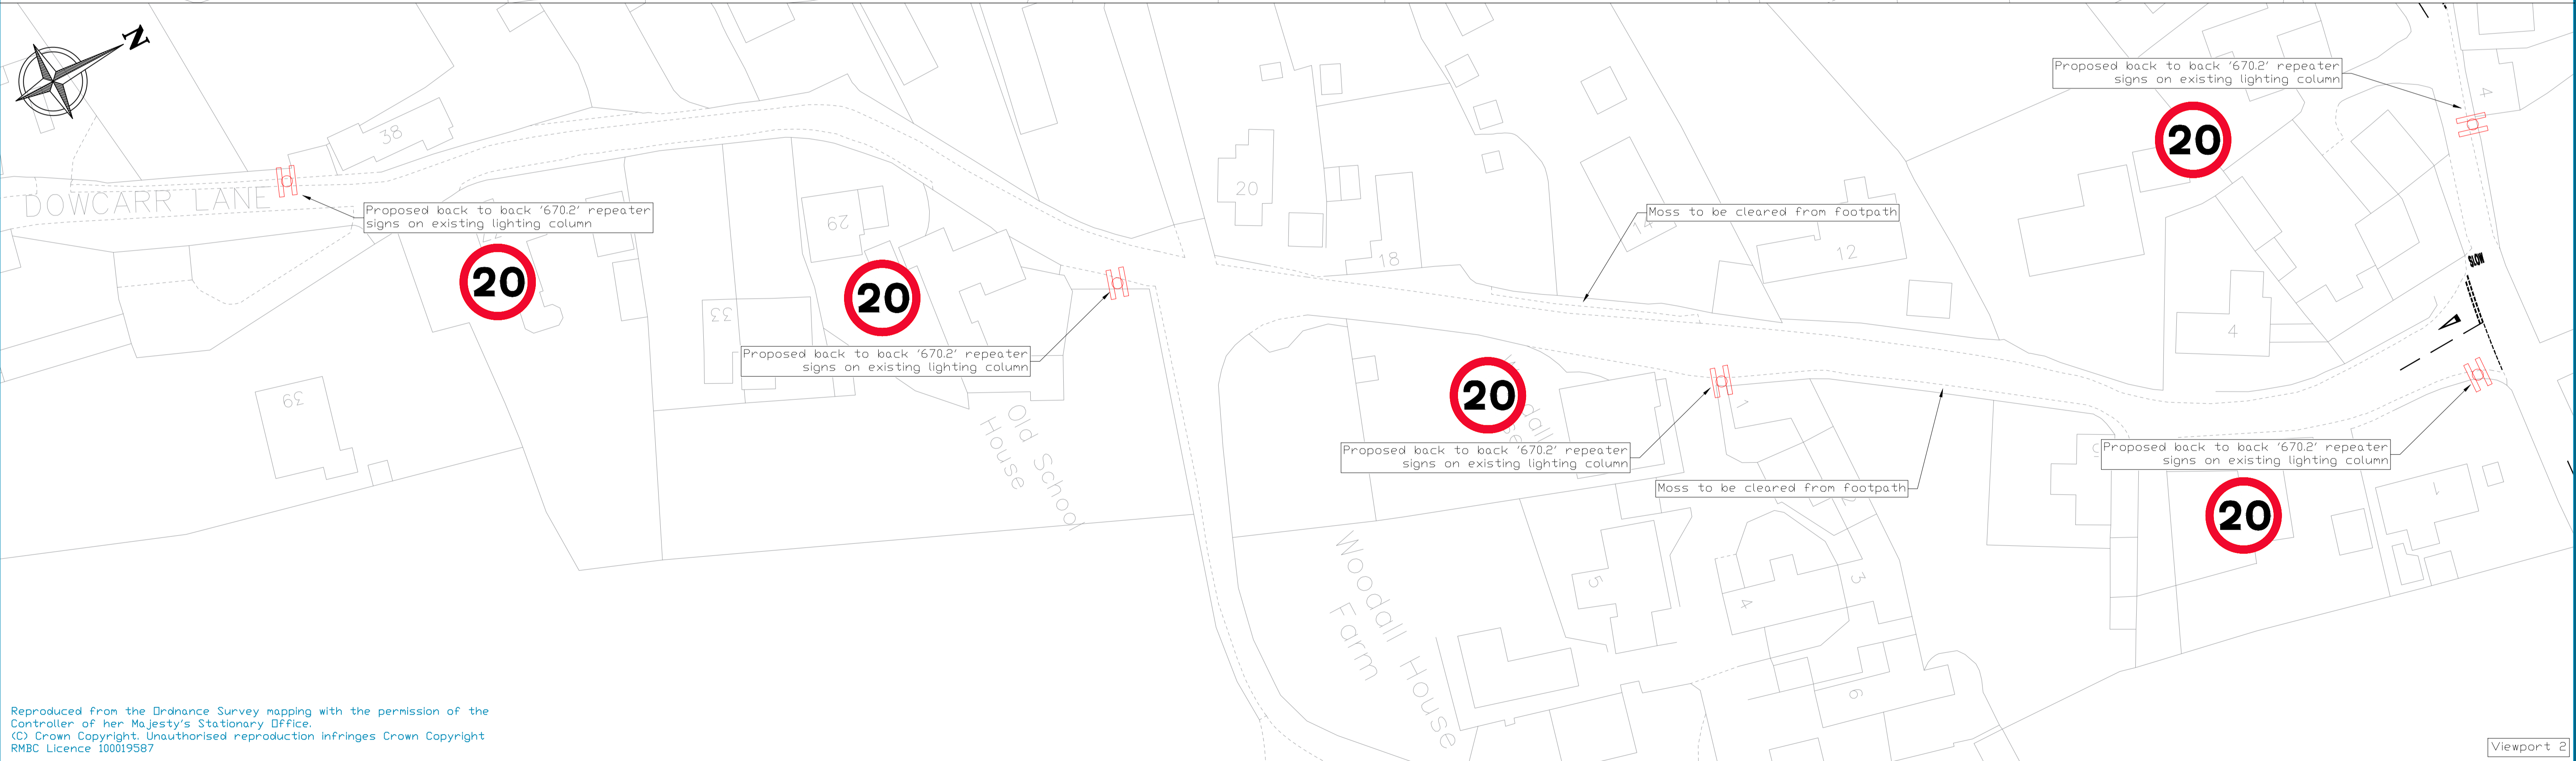 N
Proposed back to back '670.2' repeater
signs on existing lighting column
20
4
38
DOWCARR LANE
Proposed back to back '670.2' repeater
signs on existing lighting column
20
29
20
33
Proposed back to back '670.2' repeater
signs on existing lighting column
20
20
18
Moss to be cleared from footpath
14
12
4
SLOW
39
Old School
House
20
Proposed back to back '670.2' repeater
signs on existing lighting column
1
Moss to be cleared from footpath
Proposed back to back '670.2' repeater
signs on existing lighting column
20
1
Woodall House
Farm
5
4
3
6
Reproduced from the Ordnance Survey mapping with the permission of the
Controller of her Majesty's Stationary Office.
(C) Crown Copyright. Unauthorised reproduction infringes Crown Copyright
RMBC Licence 100019587
Viewport 2